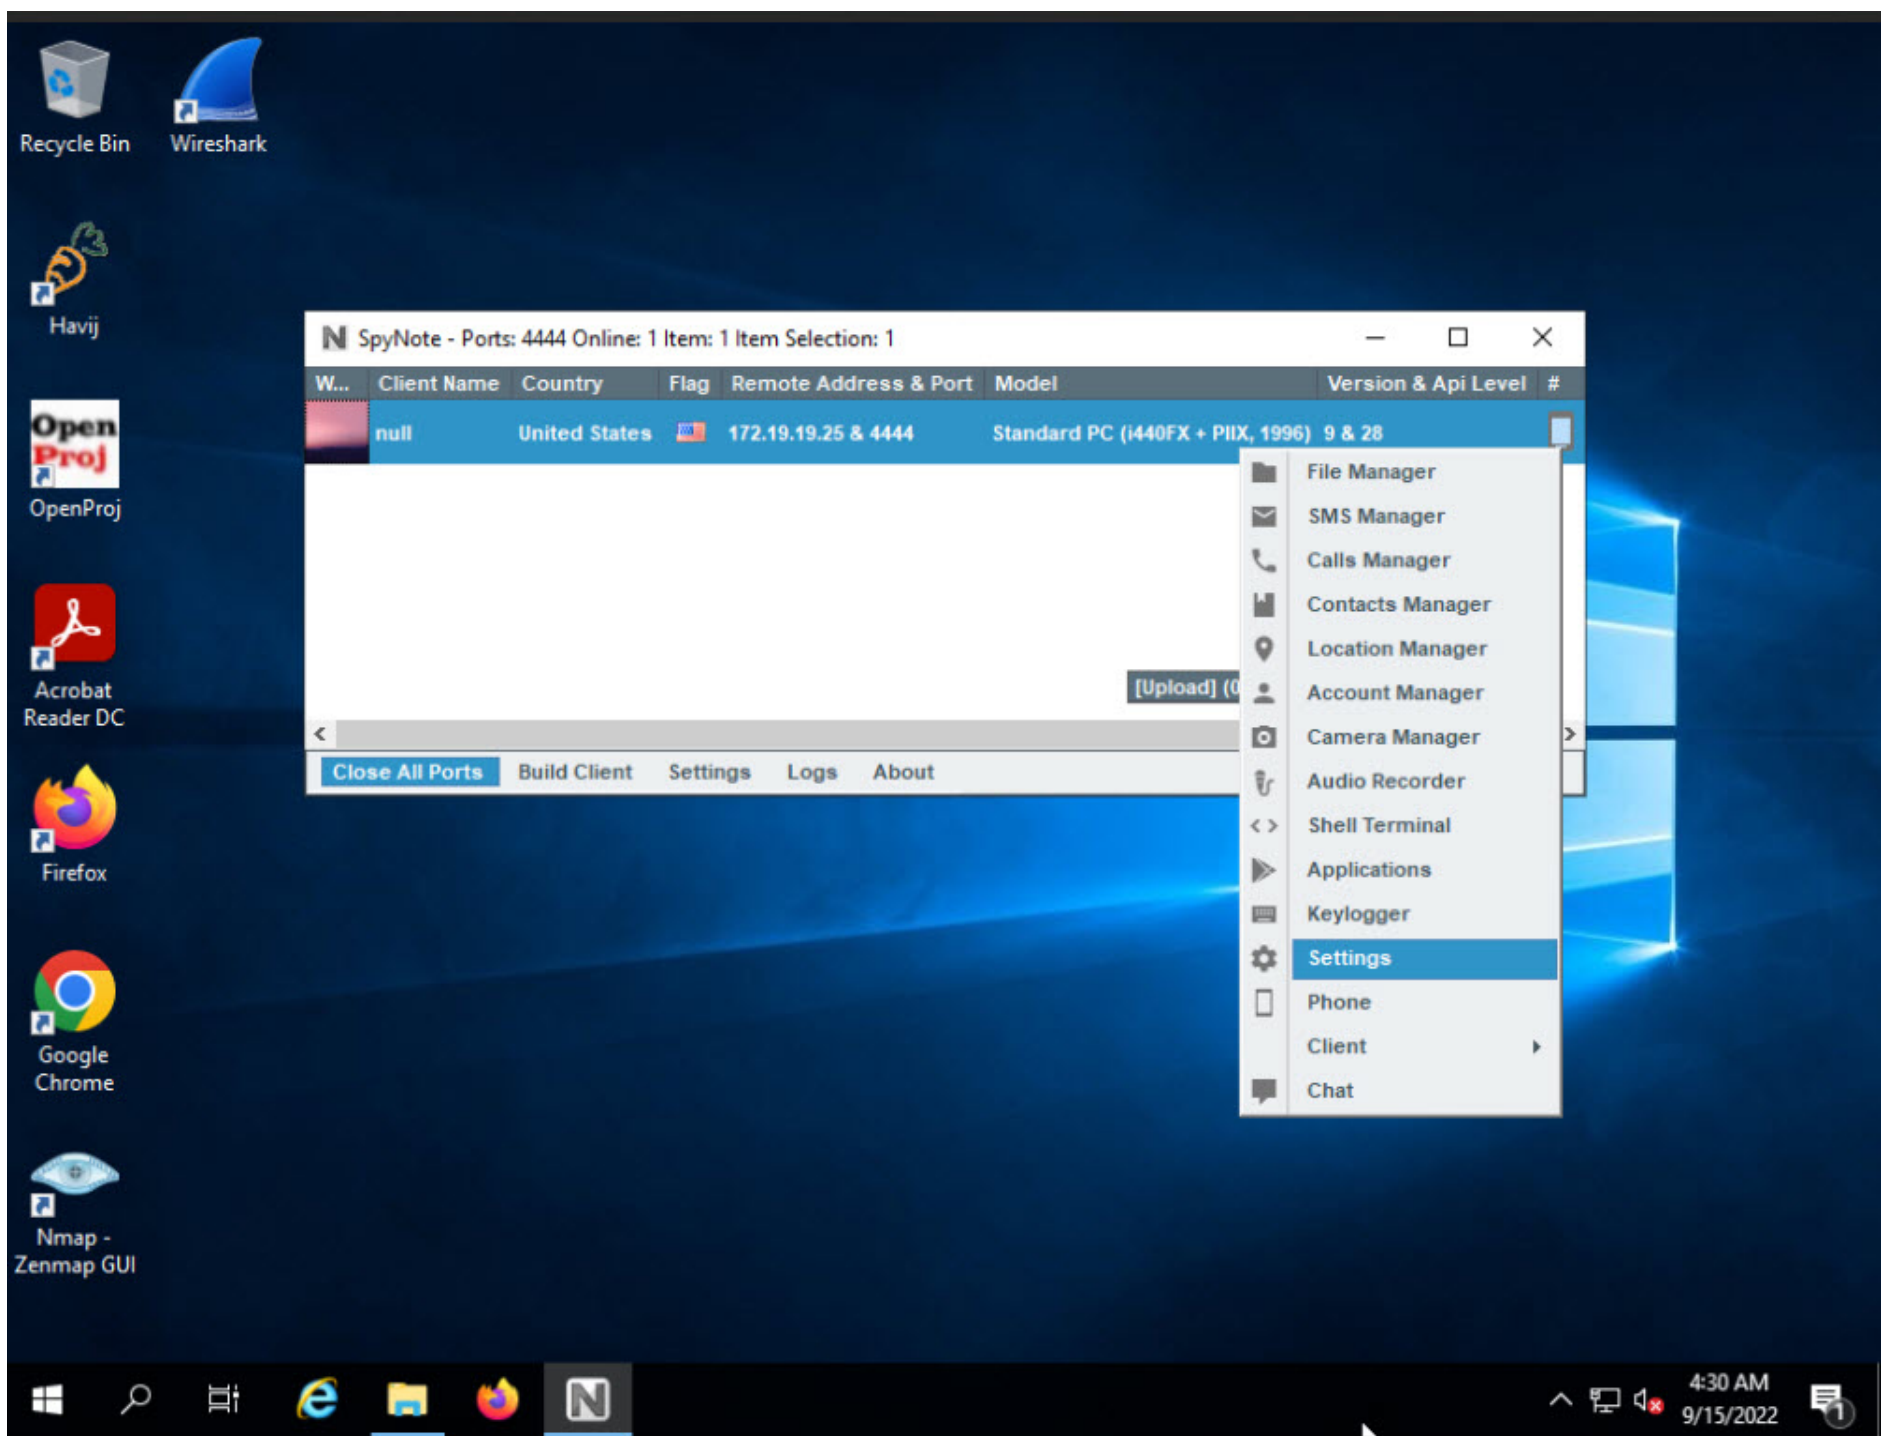 Recycle Bin
Wireshark
Havij
Open
Proj
OpenProj
Acrobat
Reader DC
Firefox
Google
Chrome
Nmap -
Zenmap GUI
N SpyNote - Ports: 4444 Online: 1 Item: 1 Item Selection: 1
W... Client Name Country Flag Remote Address & Port Model Version & Api Level #
null United States 172.19.19.25 & 4444 Standard PC (i440FX + PIIX, 1996) 9 & 28
[Upload] (0
Close All Ports Build Client Settings Logs About
File Manager
SMS Manager
Calls Manager
Contacts Manager
Location Manager
Account Manager
Camera Manager
Audio Recorder
Shell Terminal
Applications
Keylogger
Settings
Phone
Client
Chat
N
4:30 AM
9/15/2022
1